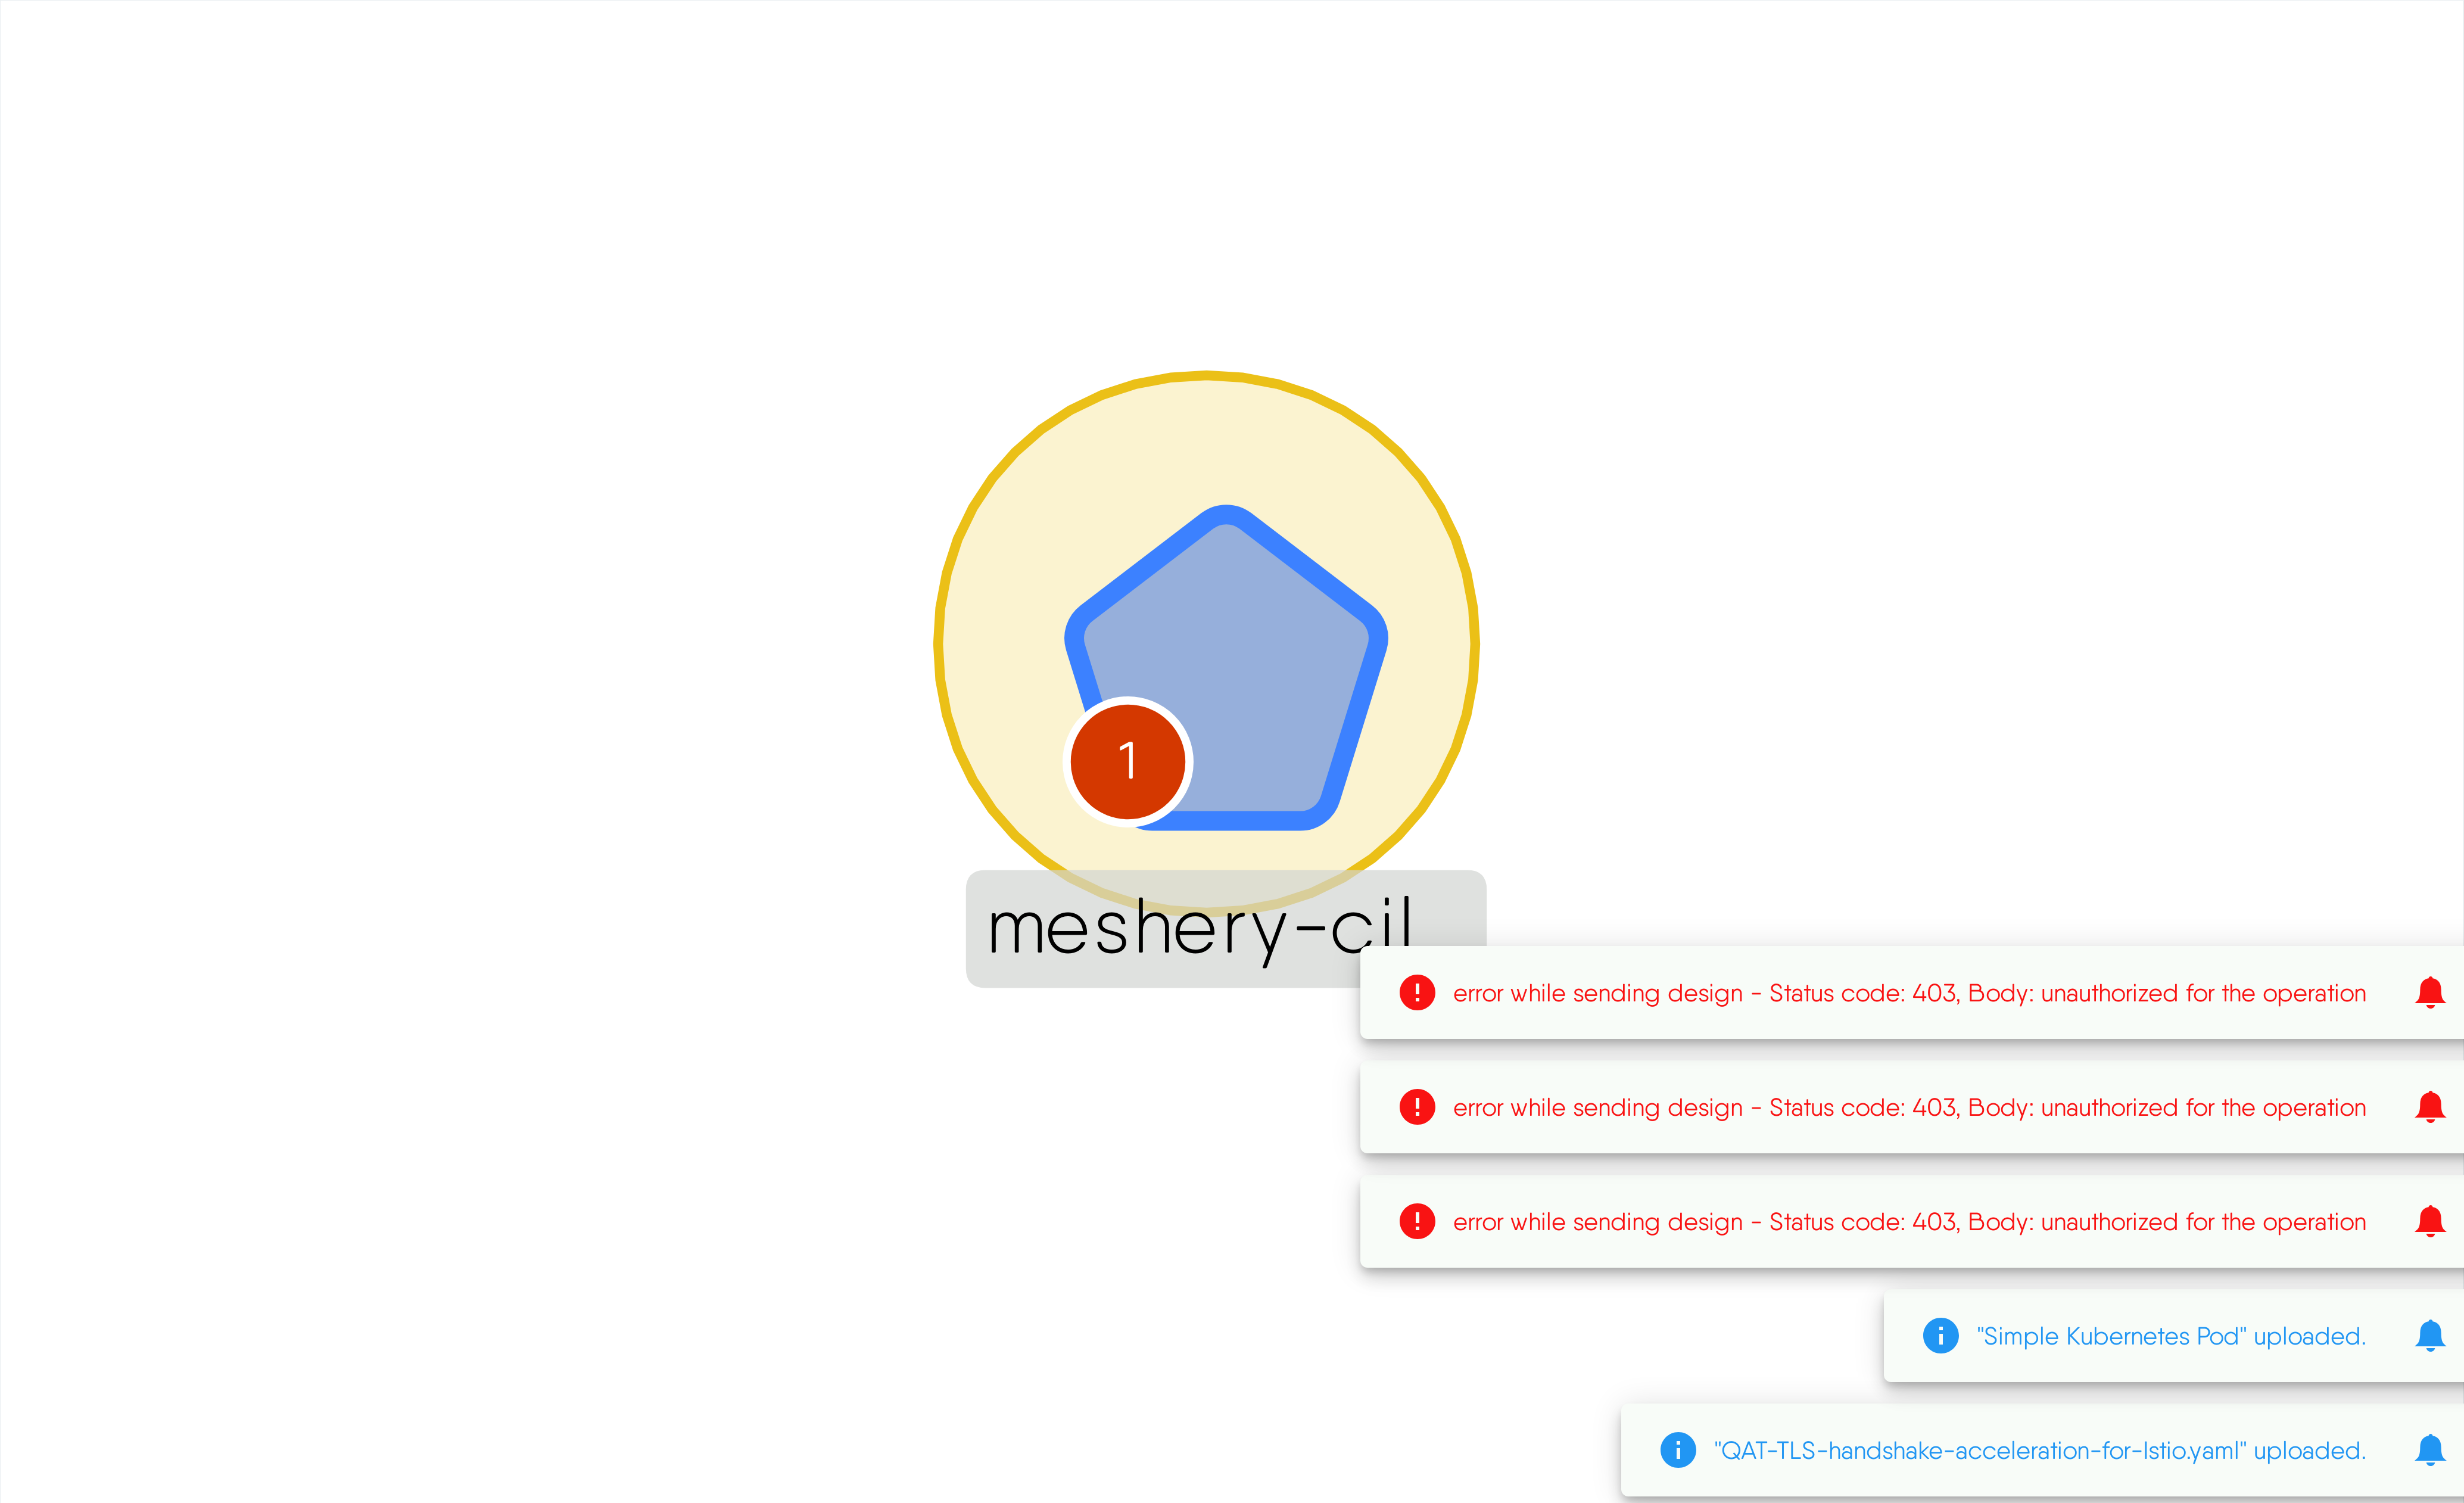 1
meshery-cil
error while sending design - Status code: 403, Body: unauthorized for the operation
error while sending design - Status code: 403, Body: unauthorized for the operation
error while sending design - Status code: 403, Body: unauthorized for the operation
"Simple Kubernetes Pod" uploaded.
"QAT-TLS-handshake-acceleration-for-Istio.yaml" uploaded.